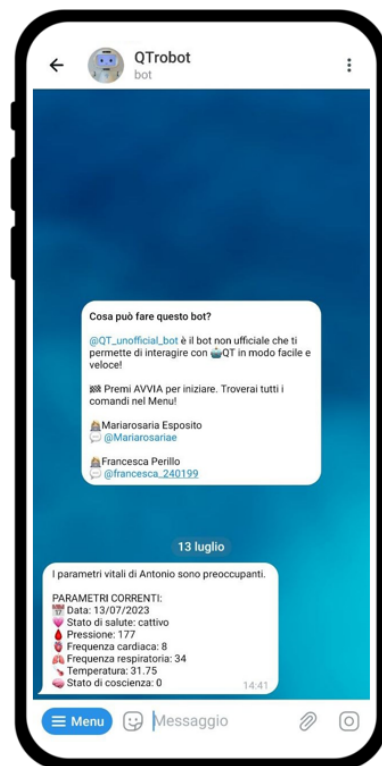 QTrobot
bot
Cosa può fare questo bot?
@QT_unofficial_bot è il bot non ufficiale che ti
permette di interagire con 🤖QT in modo facile e
veloce!
🏁 Premi AVVIA per iniziare. Troverai tutti i
comandi nel Menu!
Mariarosaria Esposito
💬 @Mariarosariae
Francesca Perillo
💬 @francesca_240199
13 luglio
I parametri vitali di Antonio sono preoccupanti.
PARAMETRI CORRENTI:
📅 Data: 13/07/2023
💗 Stato di salute: cattivo
🩸 Pressione: 177
🫀 Frequenza cardiaca: 8
🫁 Frequenza respiratoria: 34
🌡️ Temperatura: 31.75
🧠 Stato di coscienza: 0
14:41
Menu
Messaggio